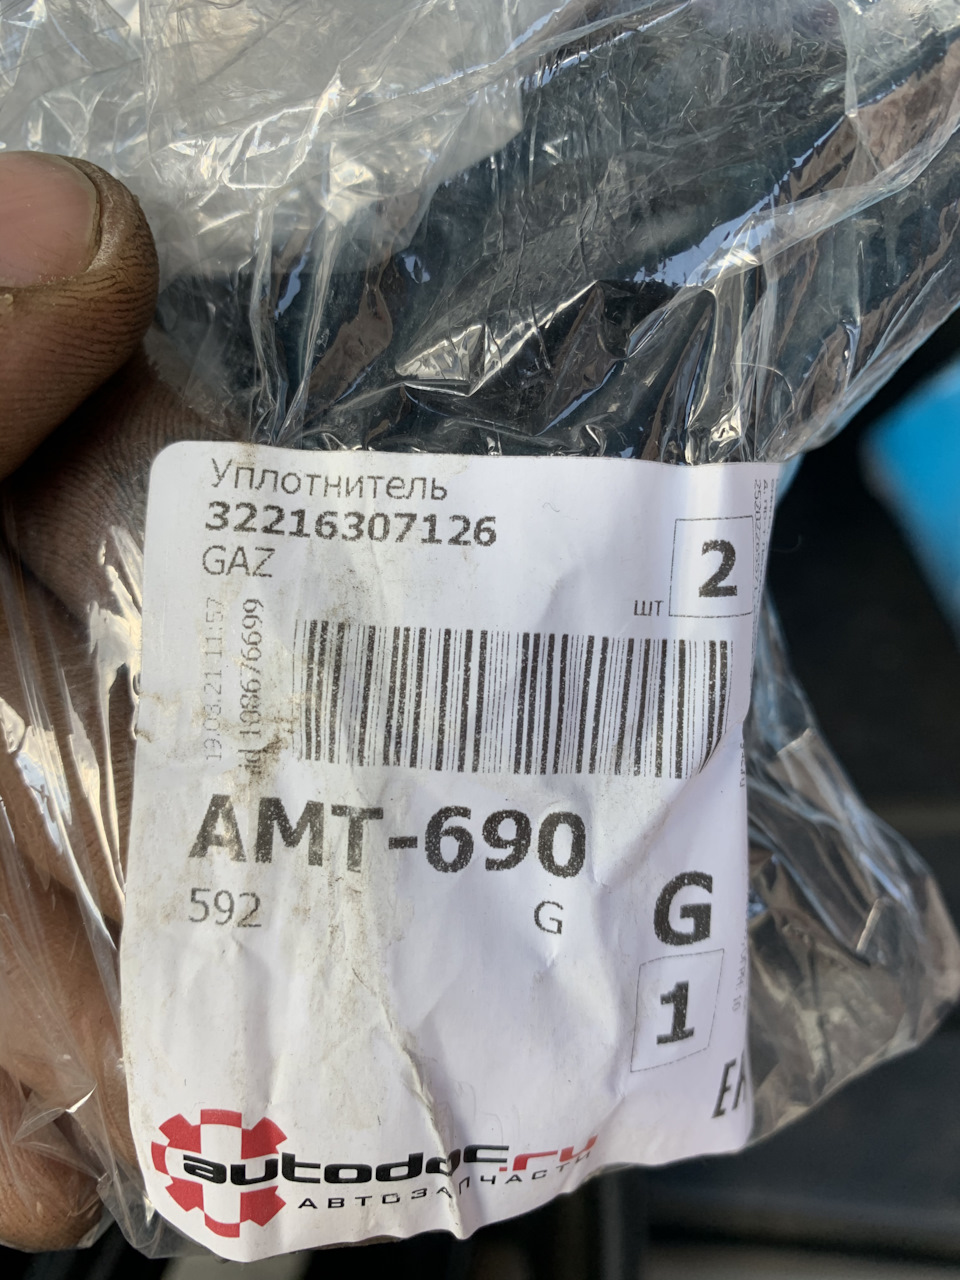 Уплотнитель
32216307126
GAZ
2
шт
19.03.21 11:57
id 108676699
AMT-690
592
G
G
1
autodoc.ru
АВТОЗАПЧАСТИ